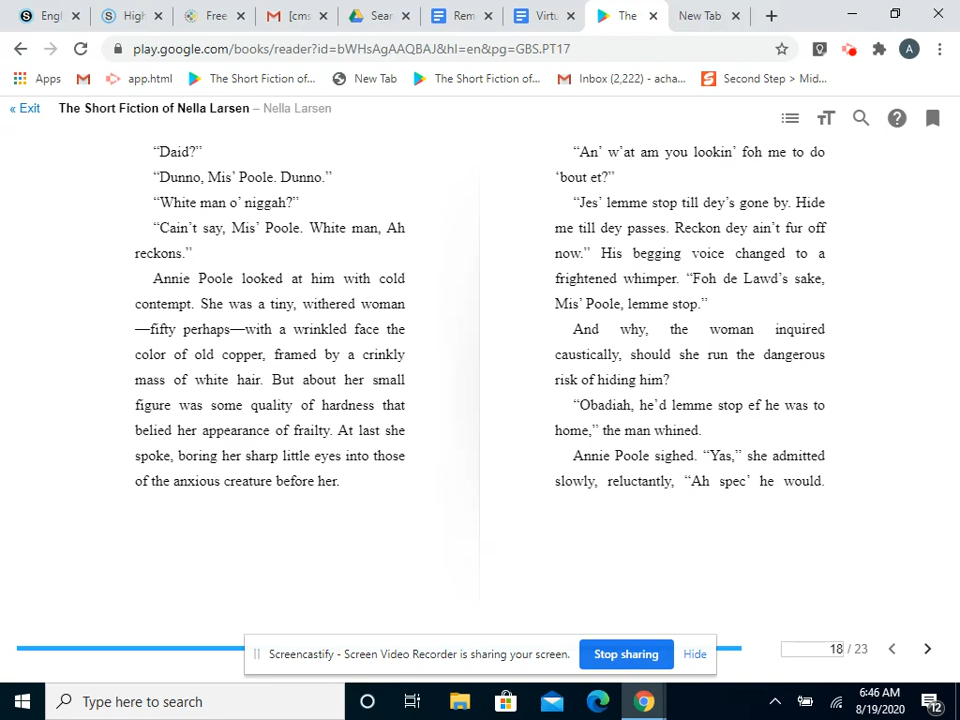 Engl
High
Free
[cms
Sear
Rem
Virtu
The
New Tab
play.google.com/books/reader?id=bWHsAgAAQBAJ&hl=en&pg=GBS.PT17
A
Apps
app.html
The Short Fiction of...
New Tab
The Short Fiction of...
Inbox (2,222) - acha...
Second Step > Mid...
« Exit
The Short Fiction of Nella Larsen – Nella Larsen
“Daid?”
“Dunno, Mis’ Poole. Dunno.”
“White man o’ niggah?”
“Cain’t say, Mis’ Poole. White man, Ah
reckons.”
Annie Poole looked at him with cold
contempt. She was a tiny, withered woman
—fifty perhaps—with a wrinkled face the
color of old copper, framed by a crinkly
mass of white hair. But about her small
figure was some quality of hardness that
belied her appearance of frailty. At last she
spoke, boring her sharp little eyes into those
of the anxious creature before her.
“An’ w’at am you lookin’ foh me to do
‘bout et?”
“Jes’ lemme stop till dey’s gone by. Hide
me till dey passes. Reckon dey ain’t fur off
now.” His begging voice changed to a
frightened whimper. “Foh de Lawd’s sake,
Mis’ Poole, lemme stop.”
And why, the woman inquired
caustically, should she run the dangerous
risk of hiding him?
“Obadiah, he’d lemme stop ef he was to
home,” the man whined.
Annie Poole sighed. “Yas,” she admitted
slowly, reluctantly, “Ah spec’ he would.
Screencastify - Screen Video Recorder is sharing your screen.
Stop sharing
Hide
18 / 23
Type here to search
6:46 AM
8/19/2020
12